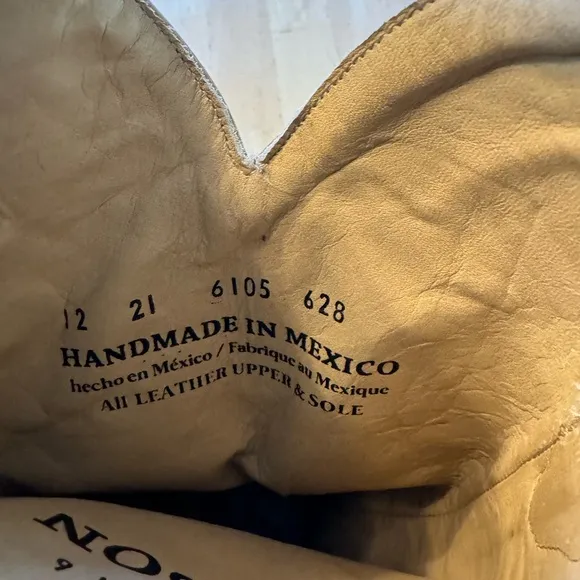 12 21 6105 628
HANDMADE IN MEXICO
hecho en México / Fabrique au Mexique
All LEATHER UPPER & SOLE